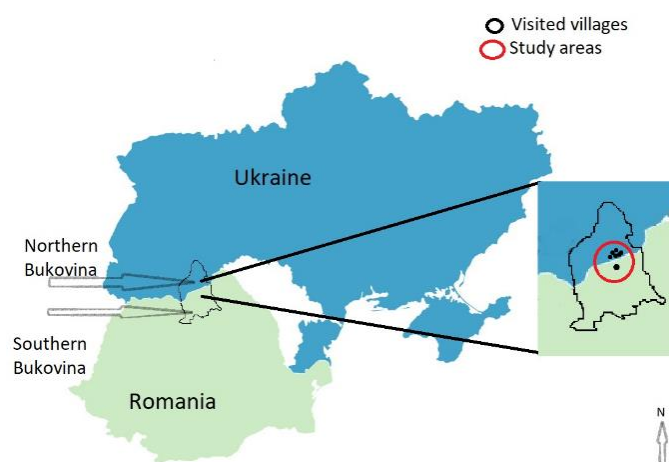 Visited villages
Study areas
Ukraine
Northern
Bukovina
Southern
Bukovina
Romania
N